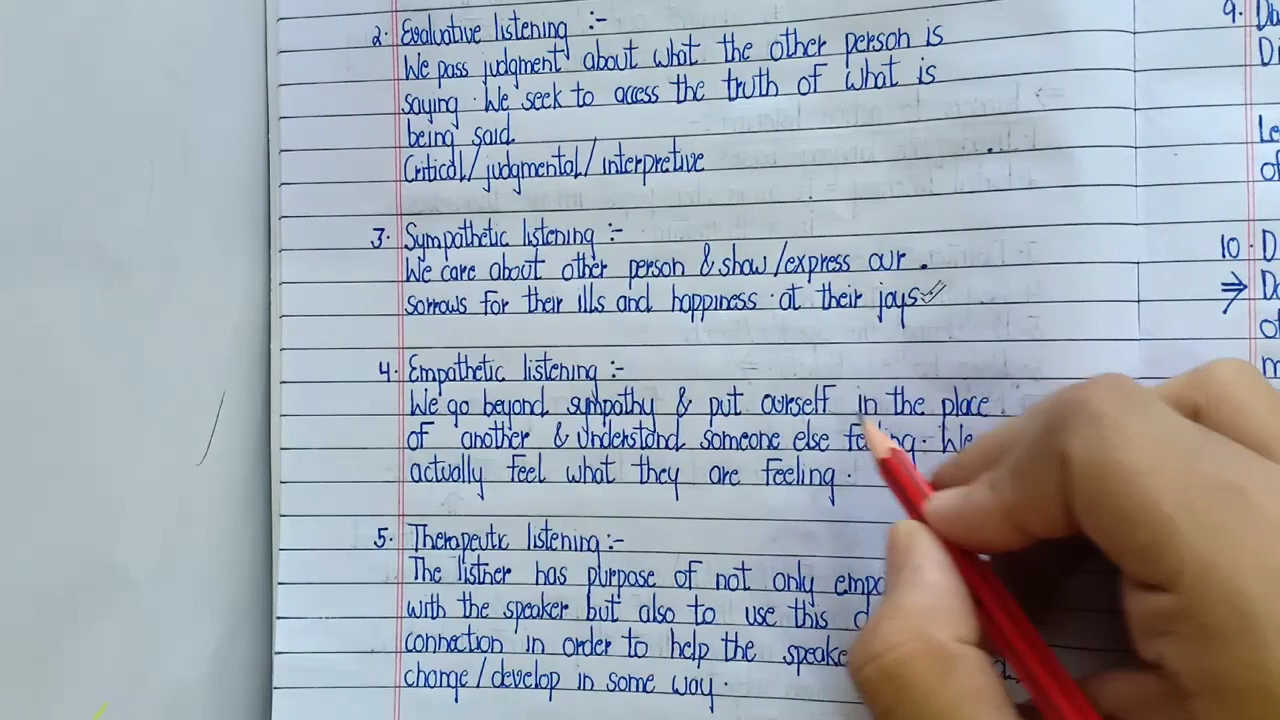 2. Evaluative listening :-
We pass judgment about what the other person is
saying. We seek to access the truth of what is
being said.
Critical/judgmental/interpretive
3. Sympathetic listening :-
We care about other person & show/express our.
sorrows for their ills and happiness. at their joys
4. Empathetic listening :-
We go beyond sympathy & put ourself in the place
of another & understand someone else feeling. We
actually feel what they are feeling.
5. Therapeutic listening :-
The listner has purpose of not only
with the speaker but also to use this
connection in order to help the
change/develop in some way.
9.
10.
⇒